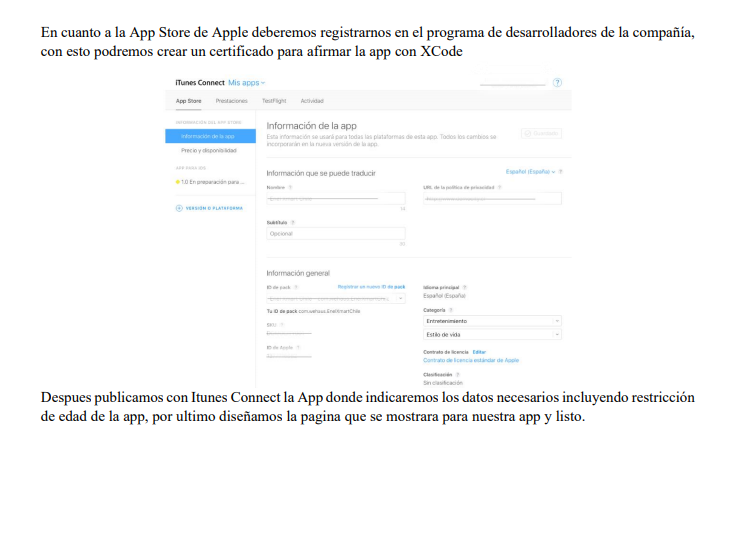 En cuanto a la App Store de Apple deberemos registrarnos en el programa de desarrolladores de la compañía,
con esto podremos crear un certificado para afirmar la app con XCode
iTunes Connect Mis apps
?
App Store Prestaciones TestFlight Actividad
INFORMACIÓN DEL APP STORE
Información de la app
Precio y disponibilidad
1.0 En preparación para ...
+ VERSIÓN O PLATAFORMA
Información de la app
Esta información se usará para todas las plataformas de esta app. Todos los cambios se
incorporarán en la nueva versión de la app.
Guardar
Información que se puede traducir
Español (España) ?
Nombre ?
URL de la política de privacidad ?
Subtítulo ?
Opcional
Información general
ID de pack ? Registrar un nuevo ID de pack
Tu ID de pack
SKU ?
ID de Apple ?
Idioma principal ?
Español (España)
Categoría ?
Entretenimiento
Estilo de vida
Contrato de licencia Editar
Contrato de licencia estándar de Apple
Clasificación ?
Sin clasificación
Despues publicamos con Itunes Connect la App donde indicaremos los datos necesarios incluyendo restricción
de edad de la app, por ultimo diseñamos la pagina que se mostrara para nuestra app y listo.